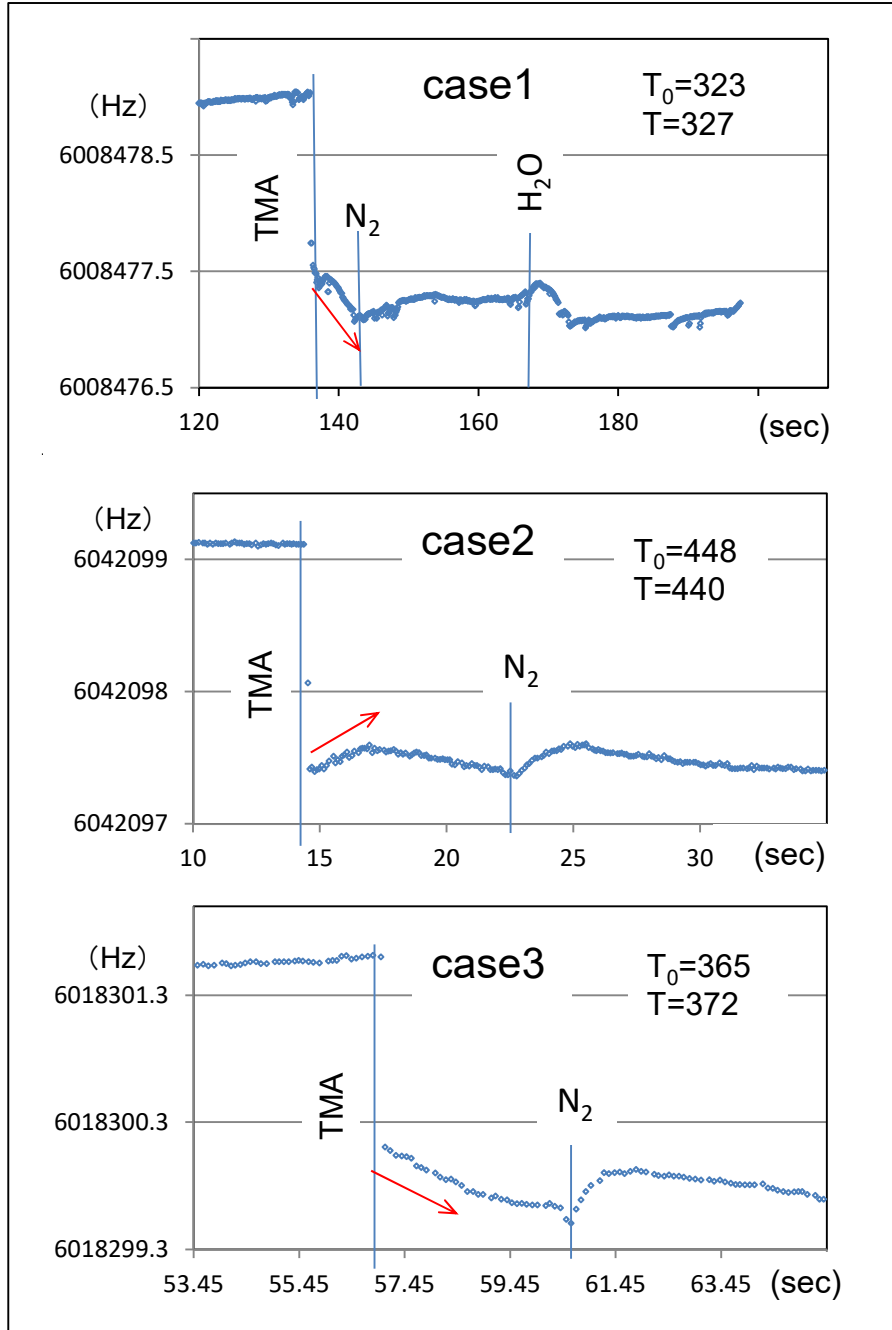 case1
(Hz)
T₀=323
T=327
6008478.5
TMA
N₂
H₂O
6008477.5
6008476.5
120 140 160 180 (sec)
case2
(Hz)
T₀=448
T=440
6042099
TMA
N₂
6042098
6042097
10 15 20 25 30 (sec)
case3
(Hz)
T₀=365
T=372
6018301.3
TMA
N₂
6018300.3
6018299.3
53.45 55.45 57.45 59.45 61.45 63.45 (sec)